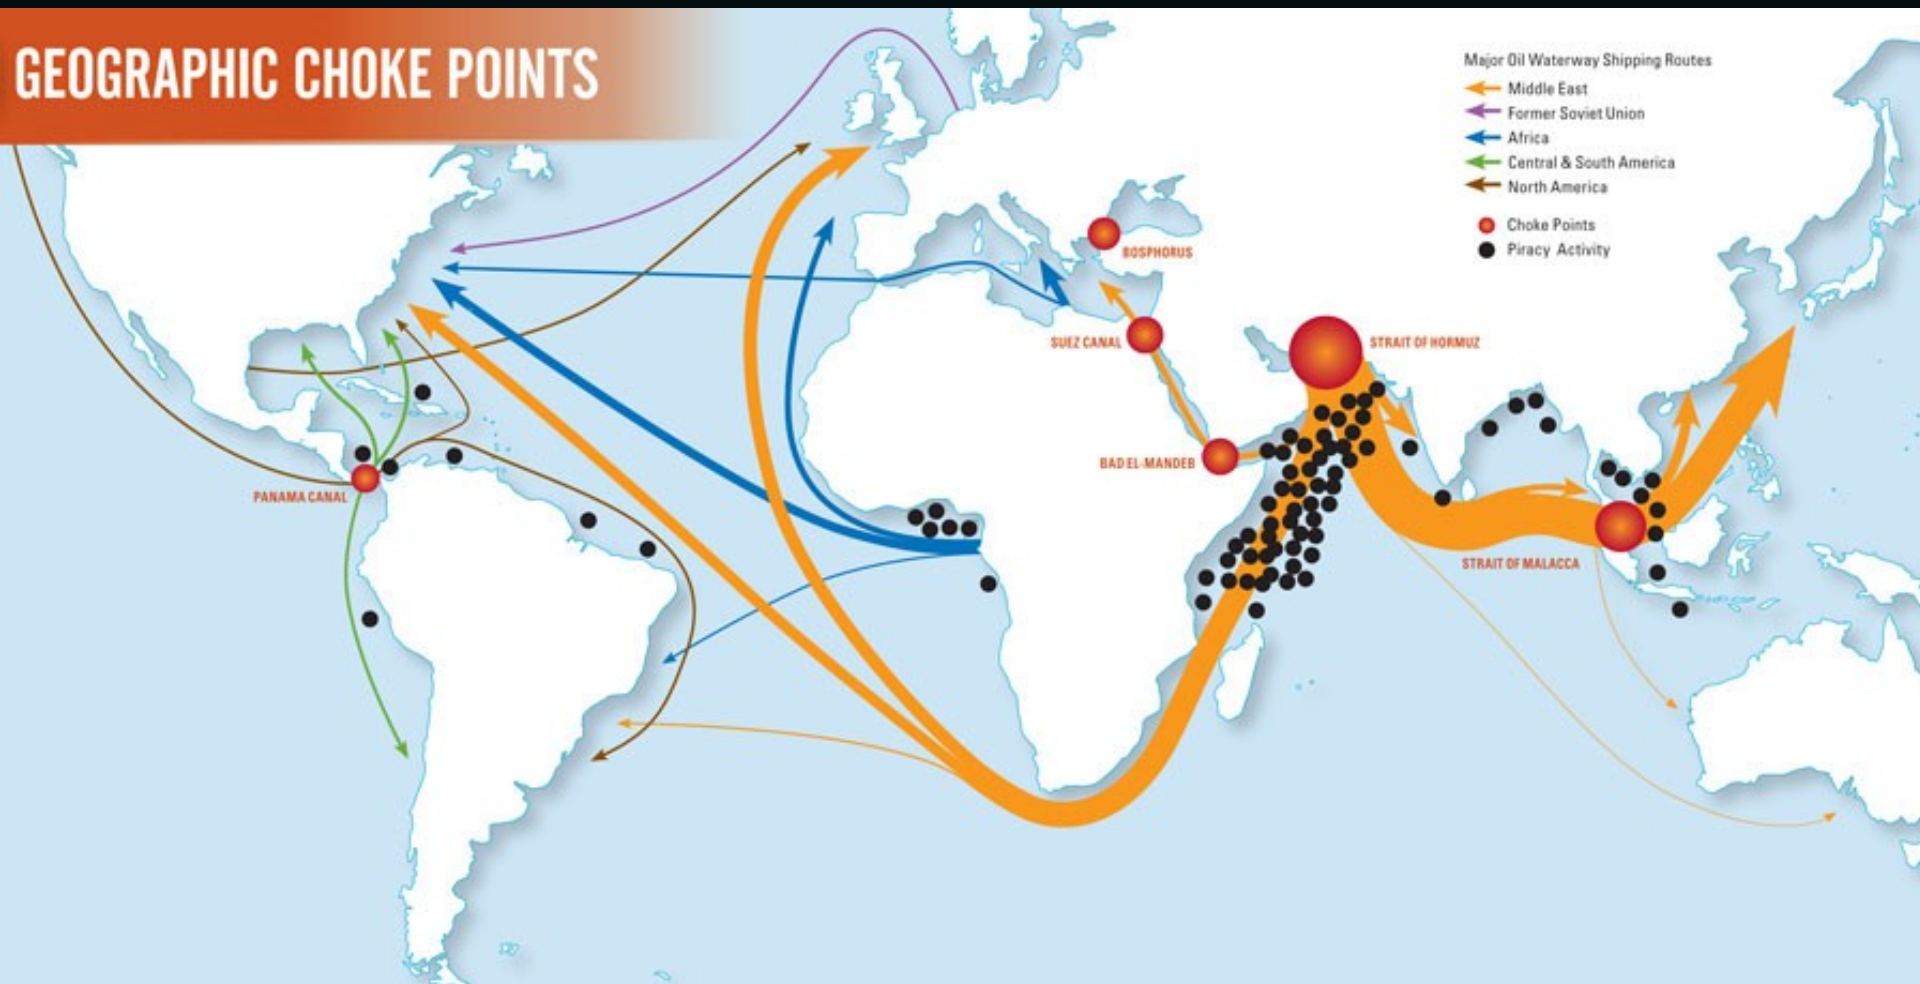 GEOGRAPHIC CHOKE POINTS
Major Oil Waterway Shipping Routes
Middle East
Former Soviet Union
Africa
Central & South America
North America
Choke Points
Piracy Activity
BOSPHORUS
SUEZ CANAL
STRAIT OF HORMUZ
BAD EL-MANDEB
PANAMA CANAL
STRAIT OF MALACCA